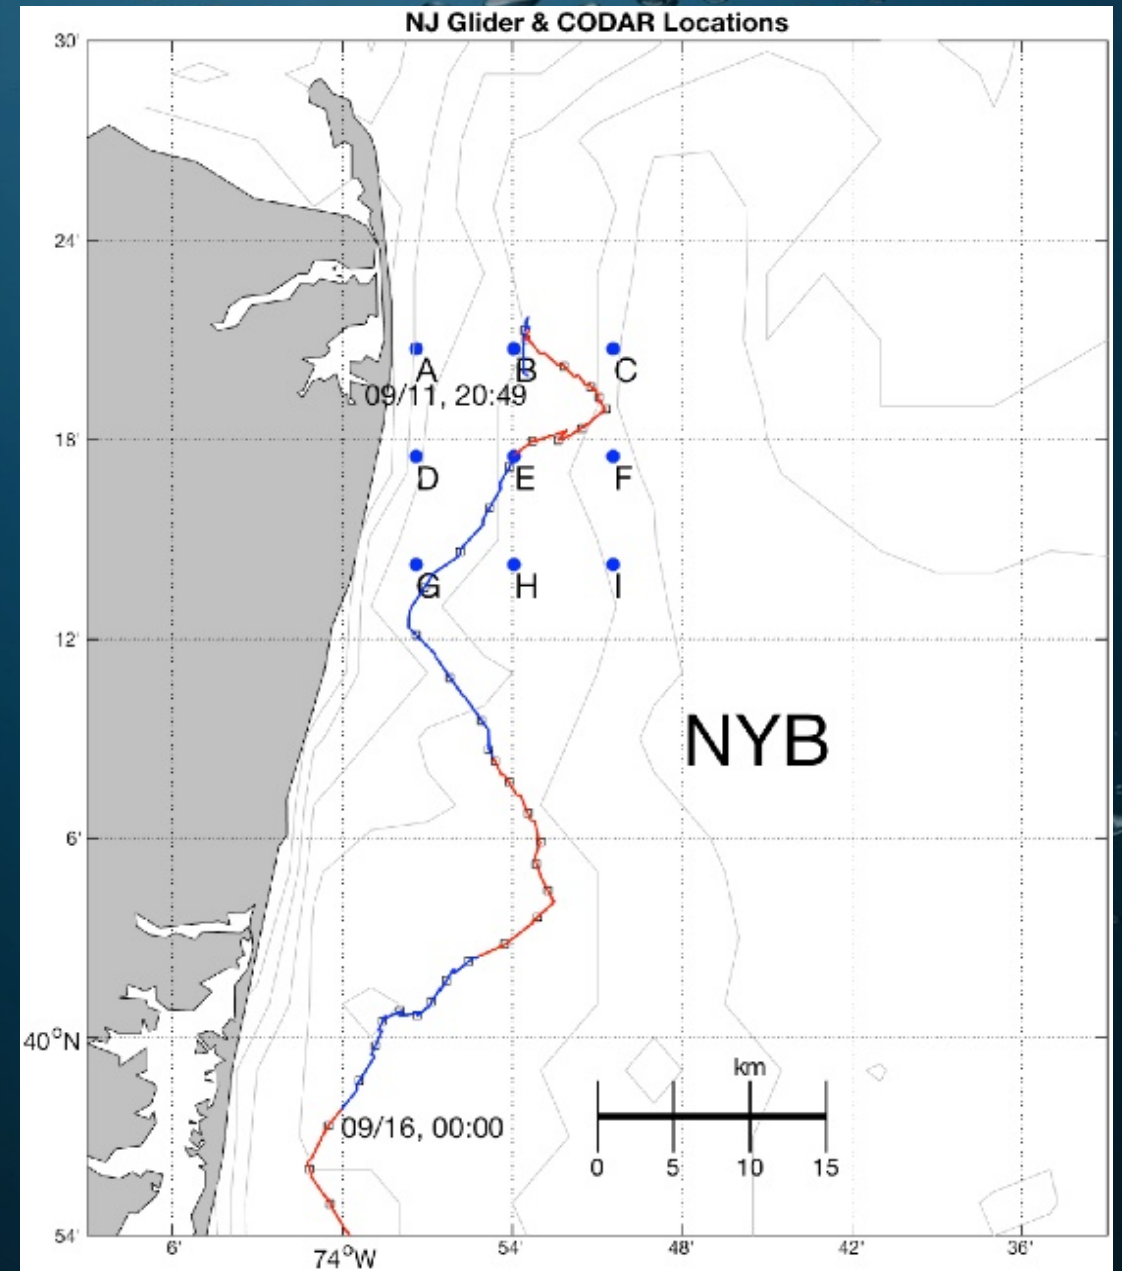 NJ Glider & CODAR Locations
30'
24'
A B C
09/11, 20:49
18'
D E F
G H I
12'
NYB
6'
40°N
km
09/16, 00:00
0 5 10 15
54'
6' 74°W 54' 48' 42' 36'